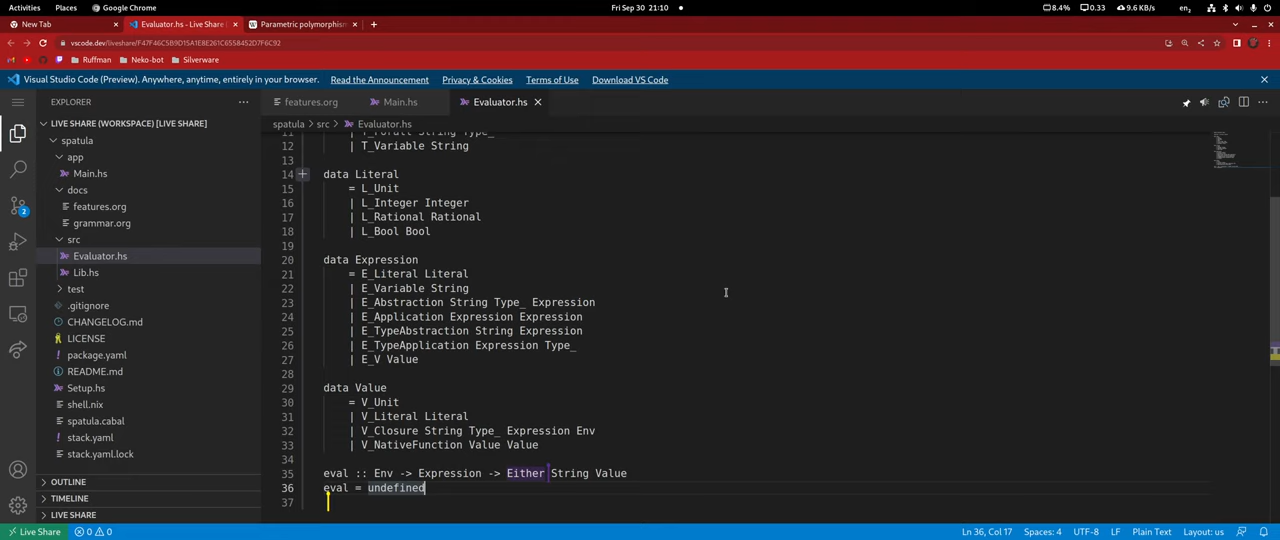 Activities Places Google Chrome Fri Sep 30 21:10 8.4% 0.33 9.6 KB/s en₂
New Tab Evaluator.hs - Live Share Parametric polymorphism
vscode.dev/liveshare/F47F46C5B9D15A1E8E261C6558452D7F6C92
Ruffman Neko-bot Silverware
Visual Studio Code (Preview). Anywhere, anytime, entirely in your browser. Read the Announcement Privacy & Cookies Terms of Use Download VS Code
EXPLORER
LIVE SHARE (WORKSPACE) [LIVE SHARE]
spatula
app
Main.hs
docs
features.org
grammar.org
src
Evaluator.hs
Lib.hs
test
.gitignore
CHANGELOG.md
LICENSE
package.yaml
README.md
Setup.hs
shell.nix
spatula.cabal
stack.yaml
stack.yaml.lock
OUTLINE
TIMELINE
LIVE SHARE
2
features.org Main.hs Evaluator.hs
spatula > src > Evaluator.hs
11 | T_Forall String Type_
12 | T_Variable String
13
14 data Literal
15 = L_Unit
16 | L_Integer Integer
17 | L_Rational Rational
18 | L_Bool Bool
19
20 data Expression
21 = E_Literal Literal
22 | E_Variable String
23 | E_Abstraction String Type_ Expression
24 | E_Application Expression Expression
25 | E_TypeAbstraction String Expression
26 | E_TypeApplication Expression Type_
27 | E_V Value
28
29 data Value
30 = V_Unit
31 | V_Literal Literal
32 | V_Closure String Type_ Expression Env
33 | V_NativeFunction Value Value
34
35 eval :: Env -> Expression -> Either String Value
36 eval = undefined
37
Live Share 0 0 Ln 36, Col 17 Spaces: 4 UTF-8 LF Plain Text Layout: us